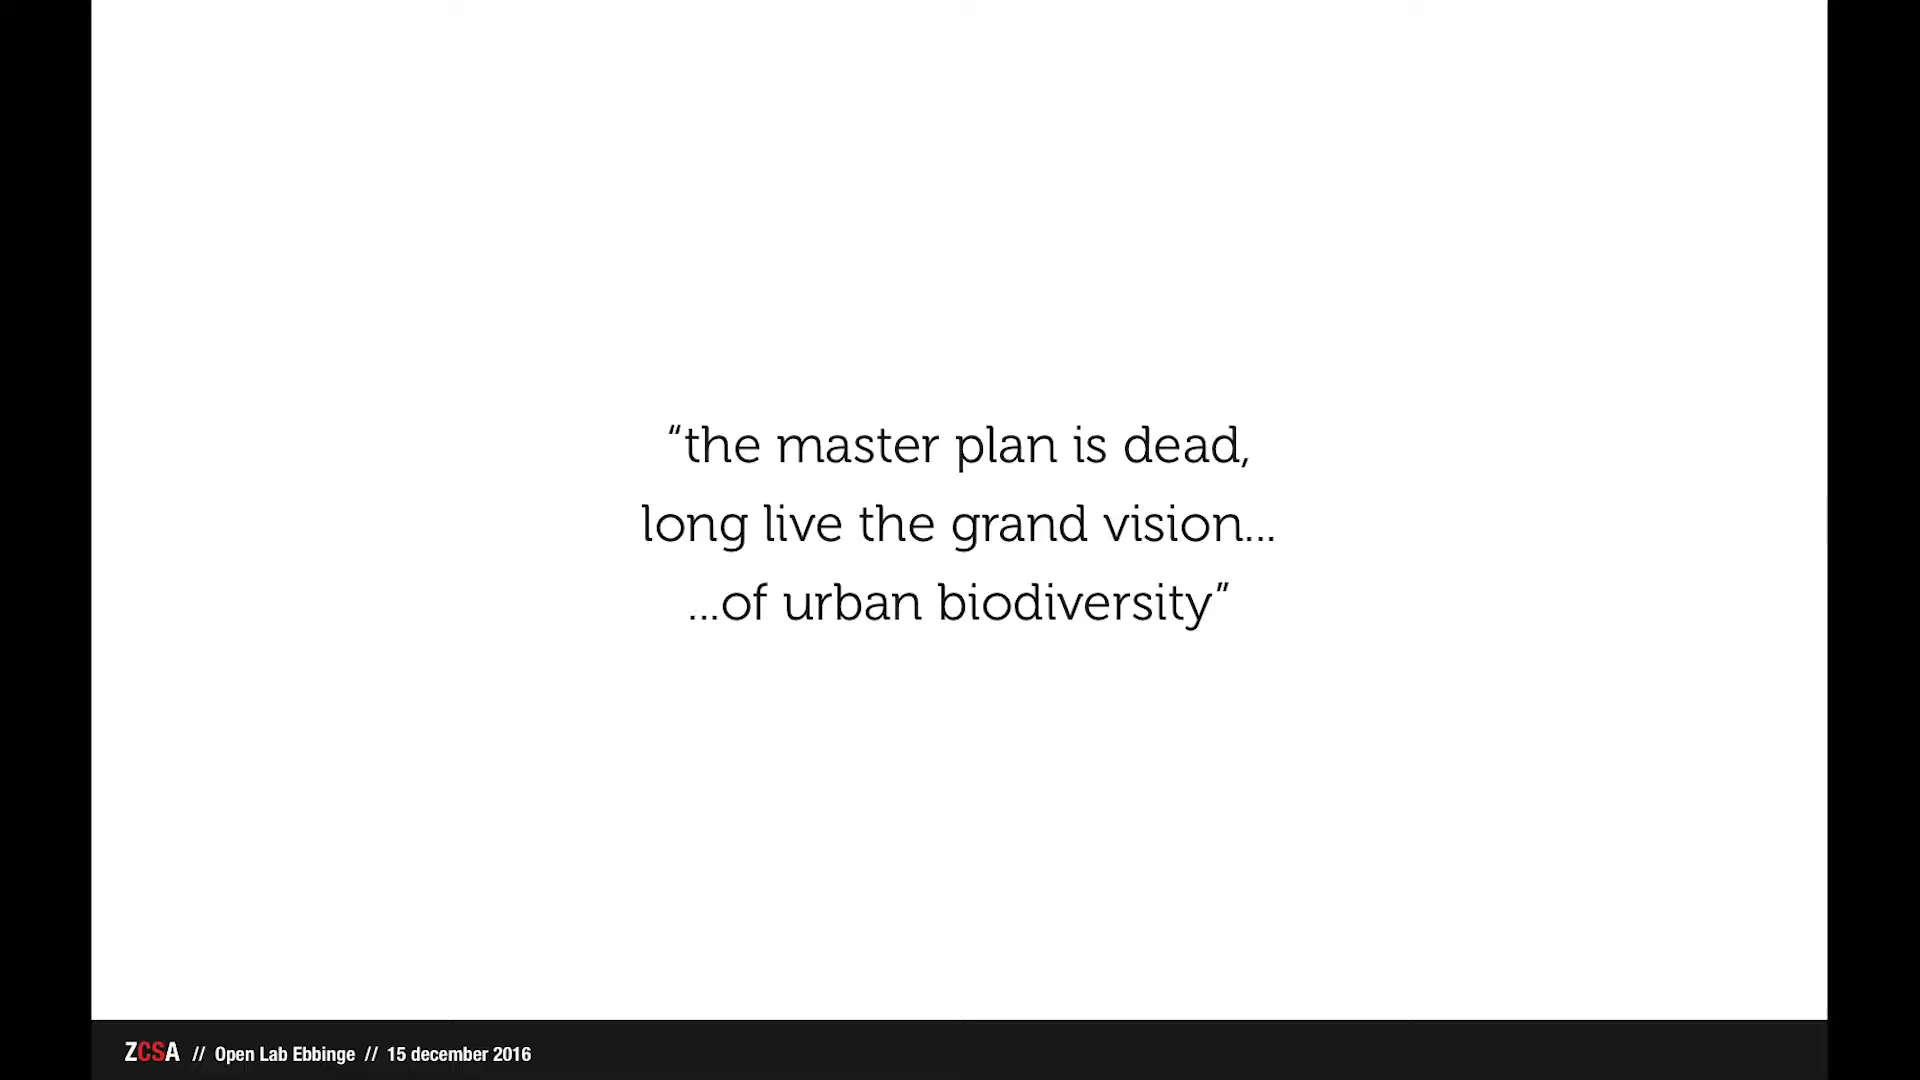 “the master plan is dead,
long live the grand vision...
...of urban biodiversity”
ZCSA // Open Lab Ebbinge // 15 december 2016